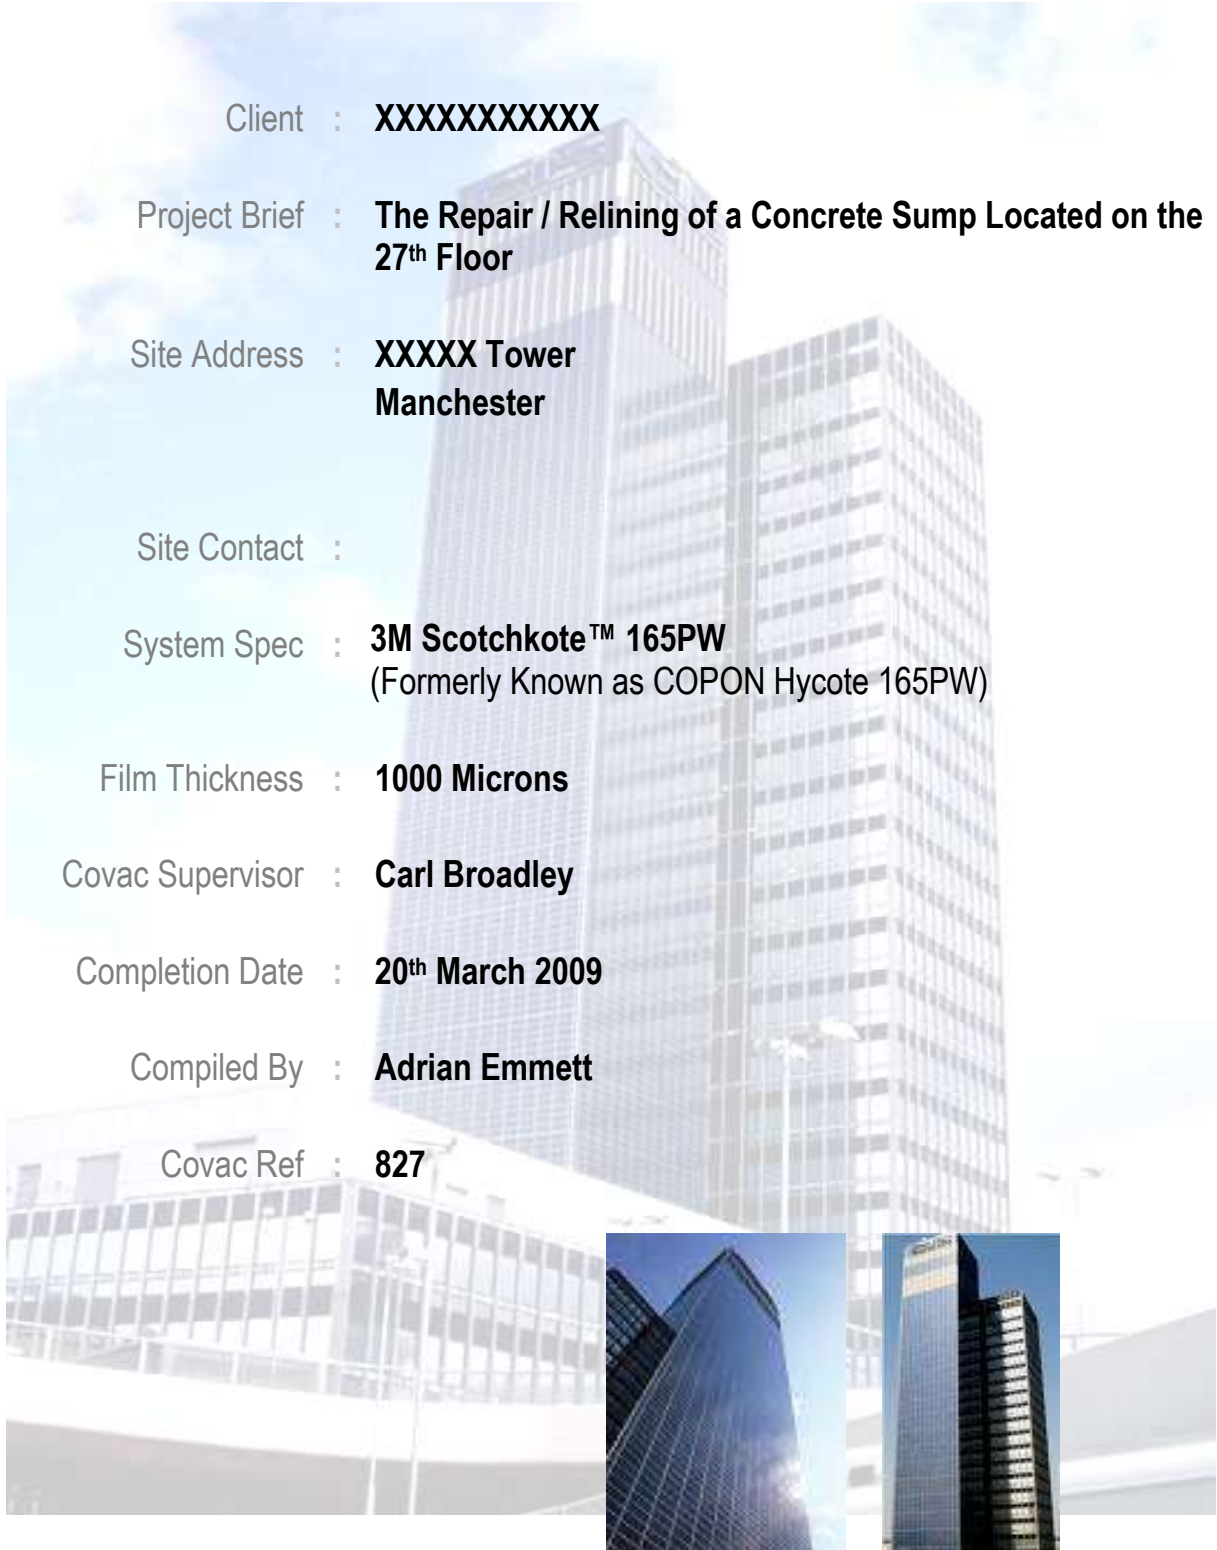 Client : XXXXXXXXXXX
Project Brief : The Repair / Relining of a Concrete Sump Located on the
27th Floor
Site Address : XXXXX Tower
Manchester
Site Contact :
System Spec : 3M Scotchkote™ 165PW
(Formerly Known as COPON Hycote 165PW)
Film Thickness : 1000 Microns
Covac Supervisor : Carl Broadley
Completion Date : 20th March 2009
Compiled By : Adrian Emmett
Covac Ref : 827